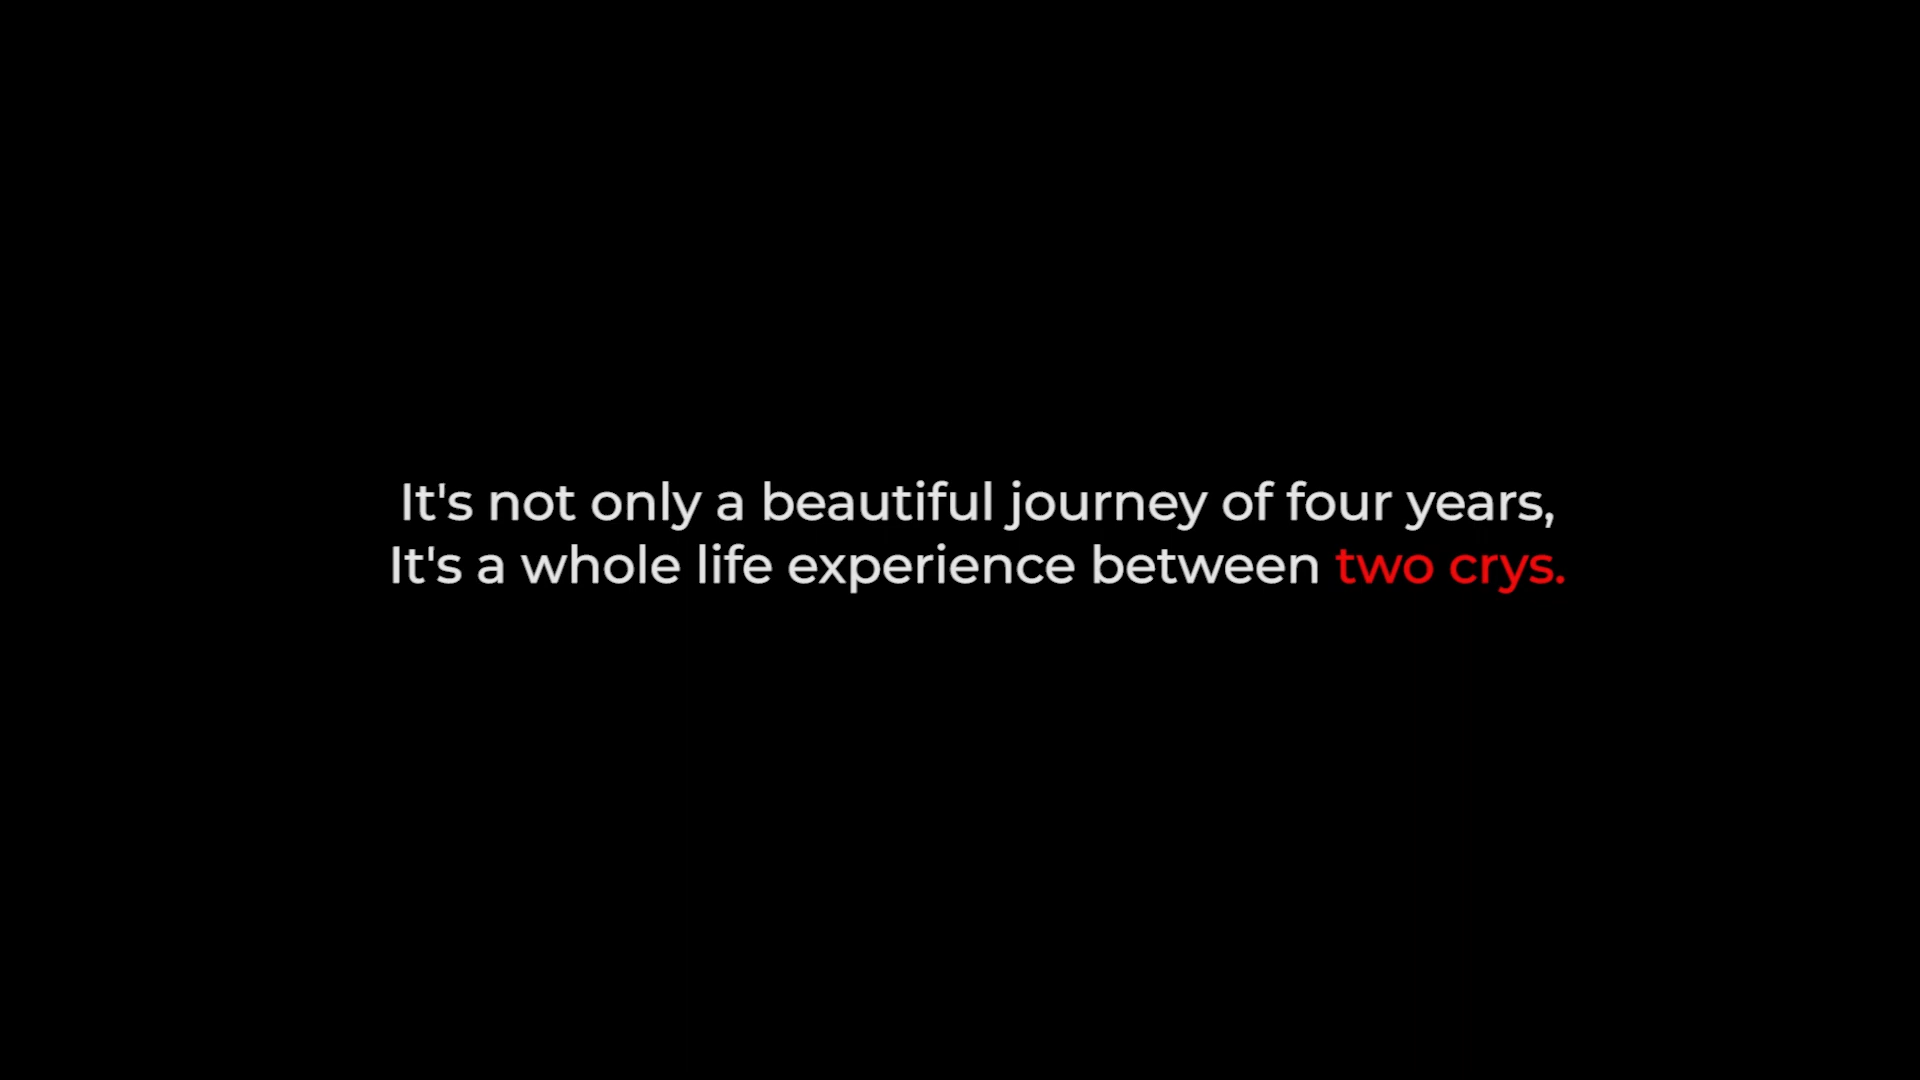 It's not only a beautiful journey of four years,
It's a whole life experience between two crys.